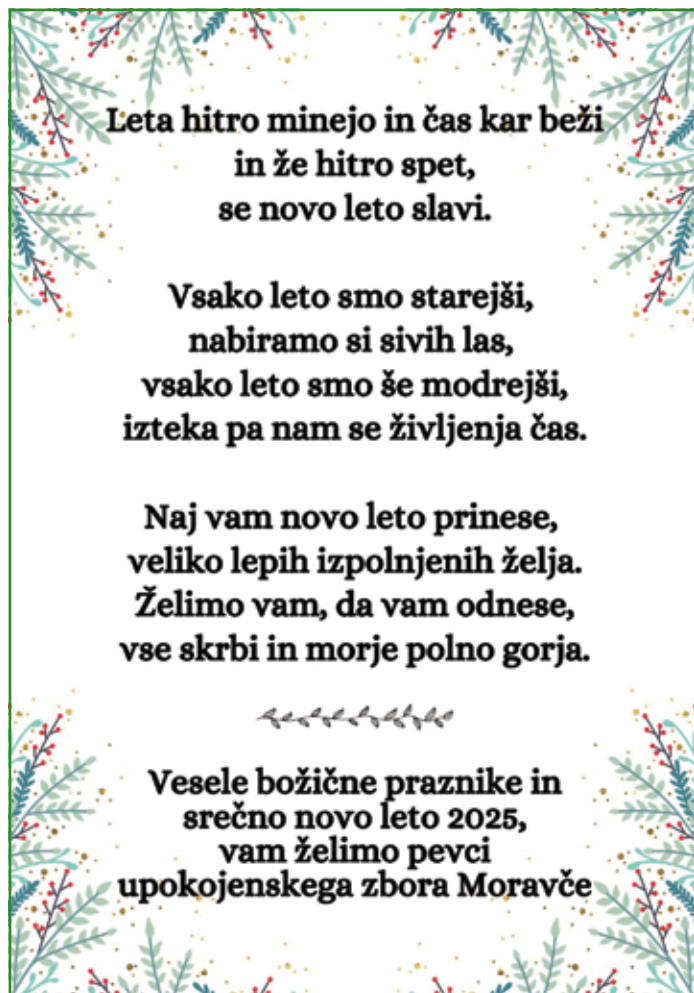 Leta hitro minejo in čas kar beži
in že hitro spet,
se novo leto slavi.
Vsako leto smo starejši,
nabiramo si sivih las,
vsako leto smo še modrejši,
izteka pa nam se življenja čas.
Naj vam novo leto prinese,
veliko lepih izpolnjenih želja.
Želimo vam, da vam odnese,
vse skrbi in morje polno gorja.
Vesele božične praznike in
srečno novo leto 2025,
vam želimo pevci
upokojenskega zbora Moravče